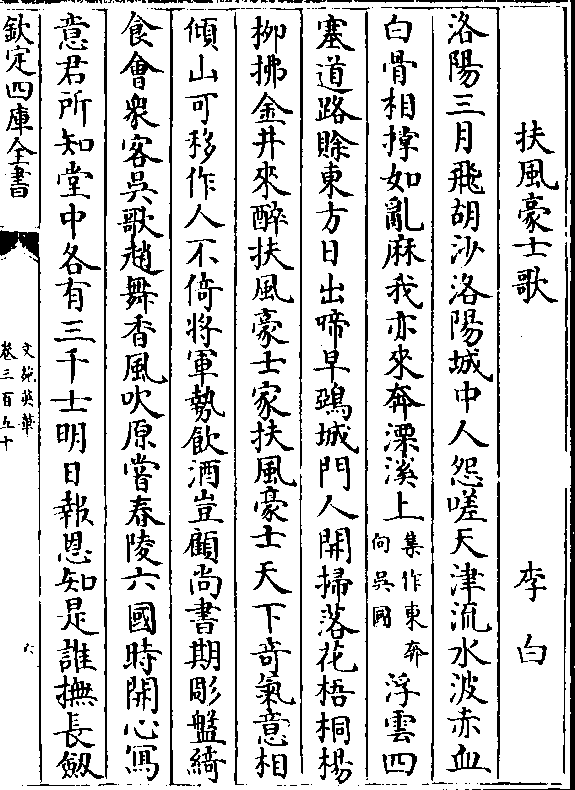 扶風豪士歌　李白
洛陽三月飛胡沙洛陽城中人怨嗟天津流水波赤血
白骨相撑如亂麻我亦來奔溧溪上集作東奔向吳國浮雲四
塞道路賒東方日出啼早鵶城門人開掃落花梧桐楊
栁拂金井來醉扶風豪士家扶風豪士天下奇氣意相
傾山可移作人不倚將軍勢飲酒豈顧尚書期彫盤綺
食會衆客吳歌趙舞香風吹原嘗春陵六國時開心寫
意君所知堂中各有三千士明日報恩知是誰撫長劔
欽定四庫全書
文苑英華
卷三百五十
六